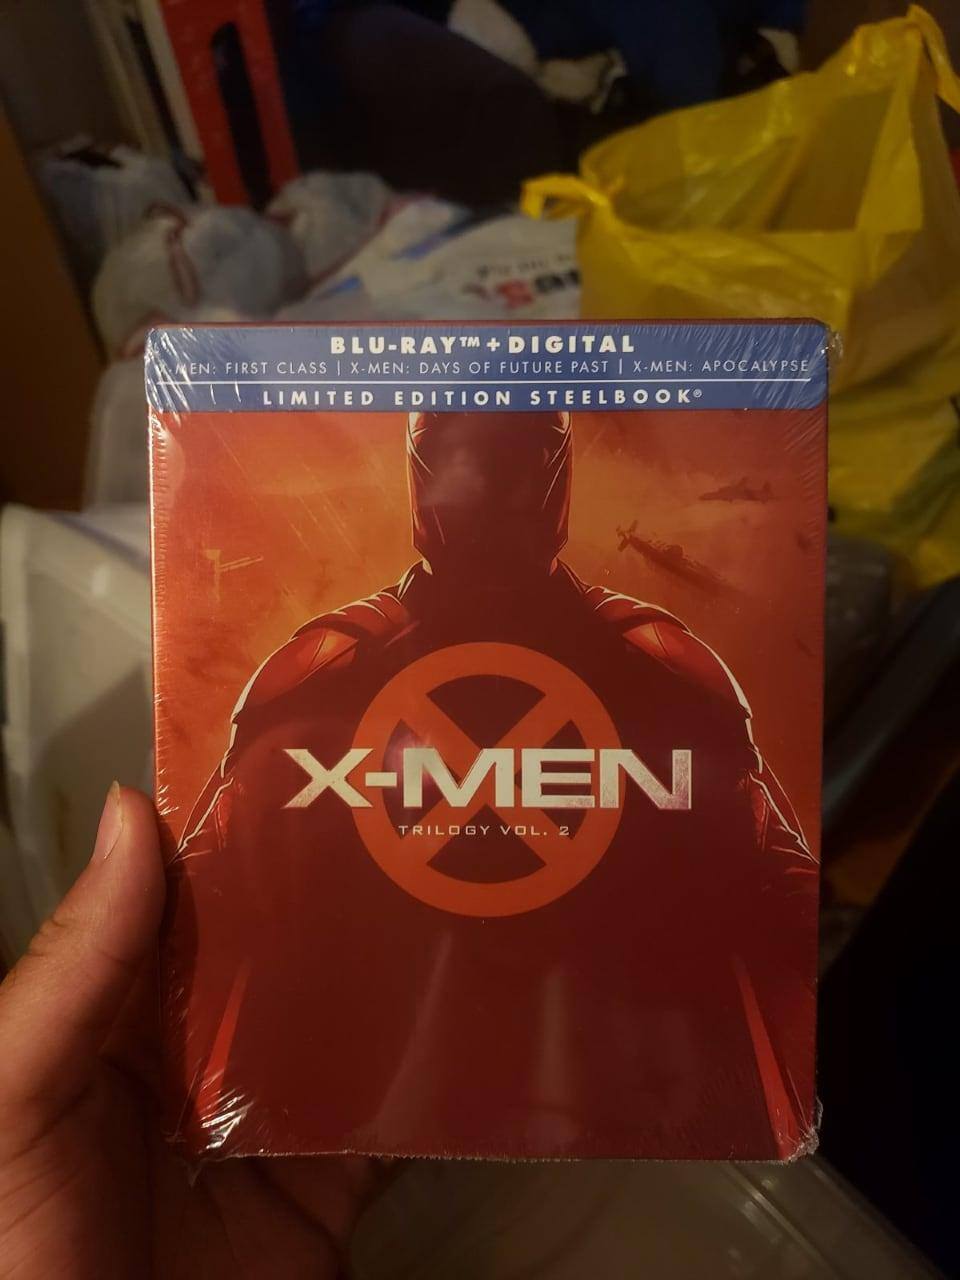 BLU-RAY™ + DIGITAL
X-MEN: FIRST CLASS | X-MEN: DAYS OF FUTURE PAST | X-MEN: APOCALYPSE
LIMITED EDITION STEELBOOK®
X-MEN
TRILOGY VOL. 2